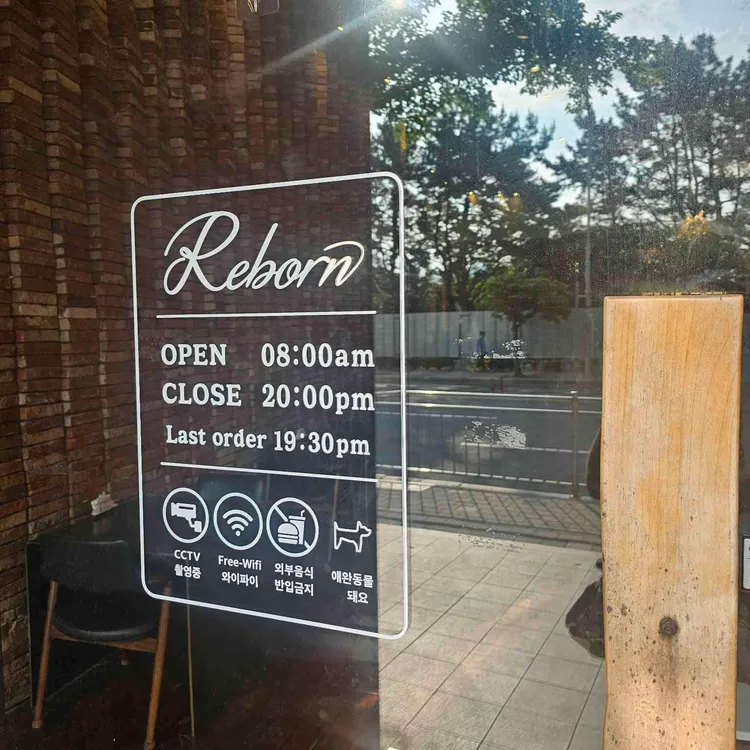 Reborn
OPEN 08:00am
CLOSE 20:00pm
Last order 19:30pm
CCTV
촬영중
Free-Wifi
와이파이
외부음식
반입금지
애완동물
돼요